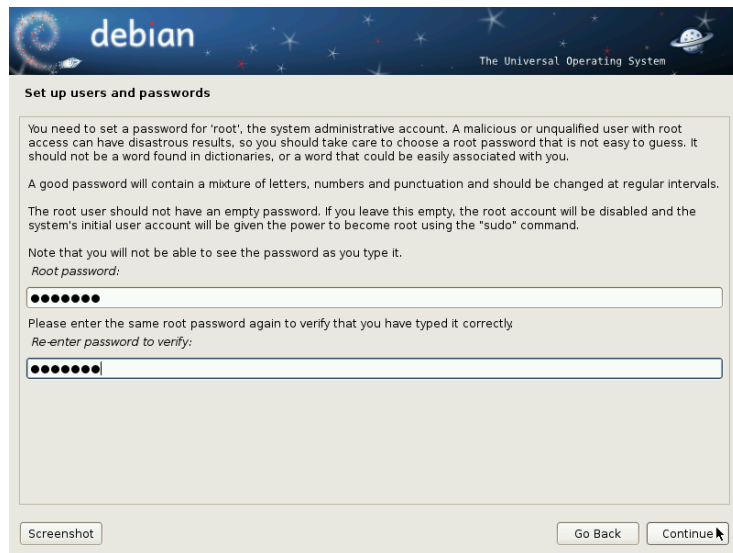 debian
The Universal Operating System
Set up users and passwords
You need to set a password for 'root', the system administrative account. A malicious or unqualified user with root
access can have disastrous results, so you should take care to choose a root password that is not easy to guess. It
should not be a word found in dictionaries, or a word that could be easily associated with you.
A good password will contain a mixture of letters, numbers and punctuation and should be changed at regular intervals.
The root user should not have an empty password. If you leave this empty, the root account will be disabled and the
system's initial user account will be given the power to become root using the "sudo" command.
Note that you will not be able to see the password as you type it.
Root password:
●●●●●●●
Please enter the same root password again to verify that you have typed it correctly.
Re-enter password to verify:
●●●●●●●
Screenshot
Go Back
Continue